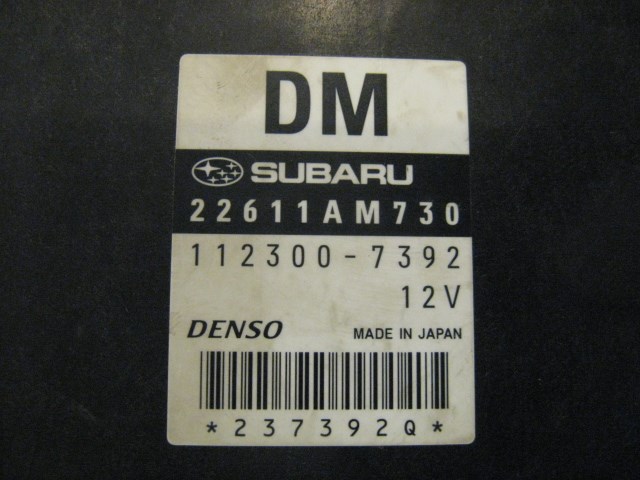 DM
SUBARU
22611AM730
112300-7392
12V
DENSO MADE IN JAPAN
*237392Q*